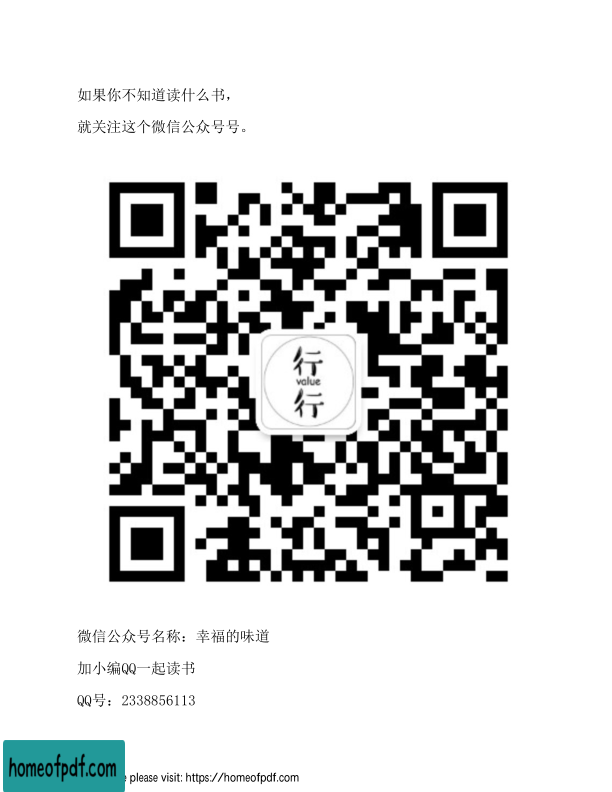 如果你不知道读什么书，
就关注这个微信公众号号。
行
value
行
微信公众号名称：幸福的味道
加小编QQ一起读书
QQ号：2338856113
homeofpdf.com
e please visit: https://homeofpdf.com